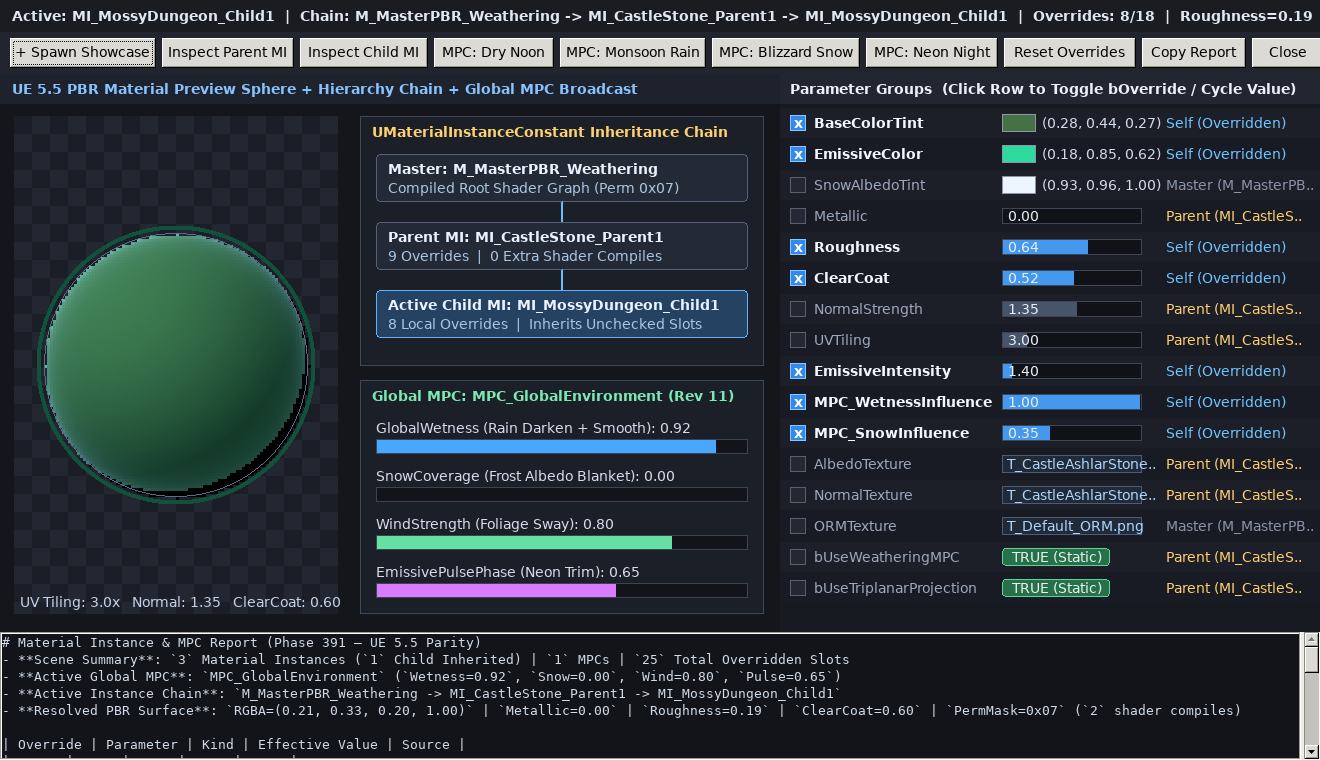 Active: MI_MossyDungeon_Child1 | Chain: M_MasterPBR_Weathering -> MI_CastleStone_Parent1 -> MI_MossyDungeon_Child1 | Overrides: 8/18 | Roughness=0.19
+ Spawn Showcase Inspect Parent MI Inspect Child MI MPC: Dry Noon MPC: Monsoon Rain MPC: Blizzard Snow MPC: Neon Night Reset Overrides Copy Report Close
UE 5.5 PBR Material Preview Sphere + Hierarchy Chain + Global MPC Broadcast
UV Tiling: 3.0x Normal: 1.35 ClearCoat: 0.60
UMaterialInstanceConstant Inheritance Chain
Master: M_MasterPBR_Weathering
Compiled Root Shader Graph (Perm 0x07)
Parent MI: MI_CastleStone_Parent1
9 Overrides | 0 Extra Shader Compiles
Active Child MI: MI_MossyDungeon_Child1
8 Local Overrides | Inherits Unchecked Slots
Global MPC: MPC_GlobalEnvironment (Rev 11)
GlobalWetness (Rain Darken + Smooth): 0.92
SnowCoverage (Frost Albedo Blanket): 0.00
WindStrength (Foliage Sway): 0.80
EmissivePulsePhase (Neon Trim): 0.65
Parameter Groups (Click Row to Toggle bOverride / Cycle Value)
x BaseColorTint (0.28, 0.44, 0.27) Self (Overridden)
x EmissiveColor (0.18, 0.85, 0.62) Self (Overridden)
SnowAlbedoTint (0.93, 0.96, 1.00) Master (M_MasterPB..
Metallic 0.00 Parent (MI_CastleS..
x Roughness 0.64 Self (Overridden)
x ClearCoat 0.52 Self (Overridden)
NormalStrength 1.35 Parent (MI_CastleS..
UVTiling 3.00 Parent (MI_CastleS..
x EmissiveIntensity 1.40 Self (Overridden)
x MPC_WetnessInfluence 1.00 Self (Overridden)
x MPC_SnowInfluence 0.35 Self (Overridden)
AlbedoTexture T_CastleAshlarStone.. Parent (MI_CastleS..
NormalTexture T_CastleAshlarStone.. Parent (MI_CastleS..
ORMTexture T_Default_ORM.png Master (M_MasterPB..
bUseWeatheringMPC TRUE (Static) Parent (MI_CastleS..
bUseTriplanarProjection TRUE (Static) Parent (MI_CastleS..
# Material Instance & MPC Report (Phase 391 — UE 5.5 Parity)
- **Scene Summary**: `3` Material Instances (`1` Child Inherited) | `1` MPCs | `25` Total Overridden Slots
- **Active Global MPC**: `MPC_GlobalEnvironment` (`Wetness=0.92`, `Snow=0.00`, `Wind=0.80`, `Pulse=0.65`)
- **Active Instance Chain**: `M_MasterPBR_Weathering -> MI_CastleStone_Parent1 -> MI_MossyDungeon_Child1`
- **Resolved PBR Surface**: `RGBA=(0.21, 0.33, 0.20, 1.00)` | `Metallic=0.00` | `Roughness=0.19` | `ClearCoat=0.60` | `PermMask=0x07` (`2` shader compiles)
| Override | Parameter | Kind | Effective Value | Source |